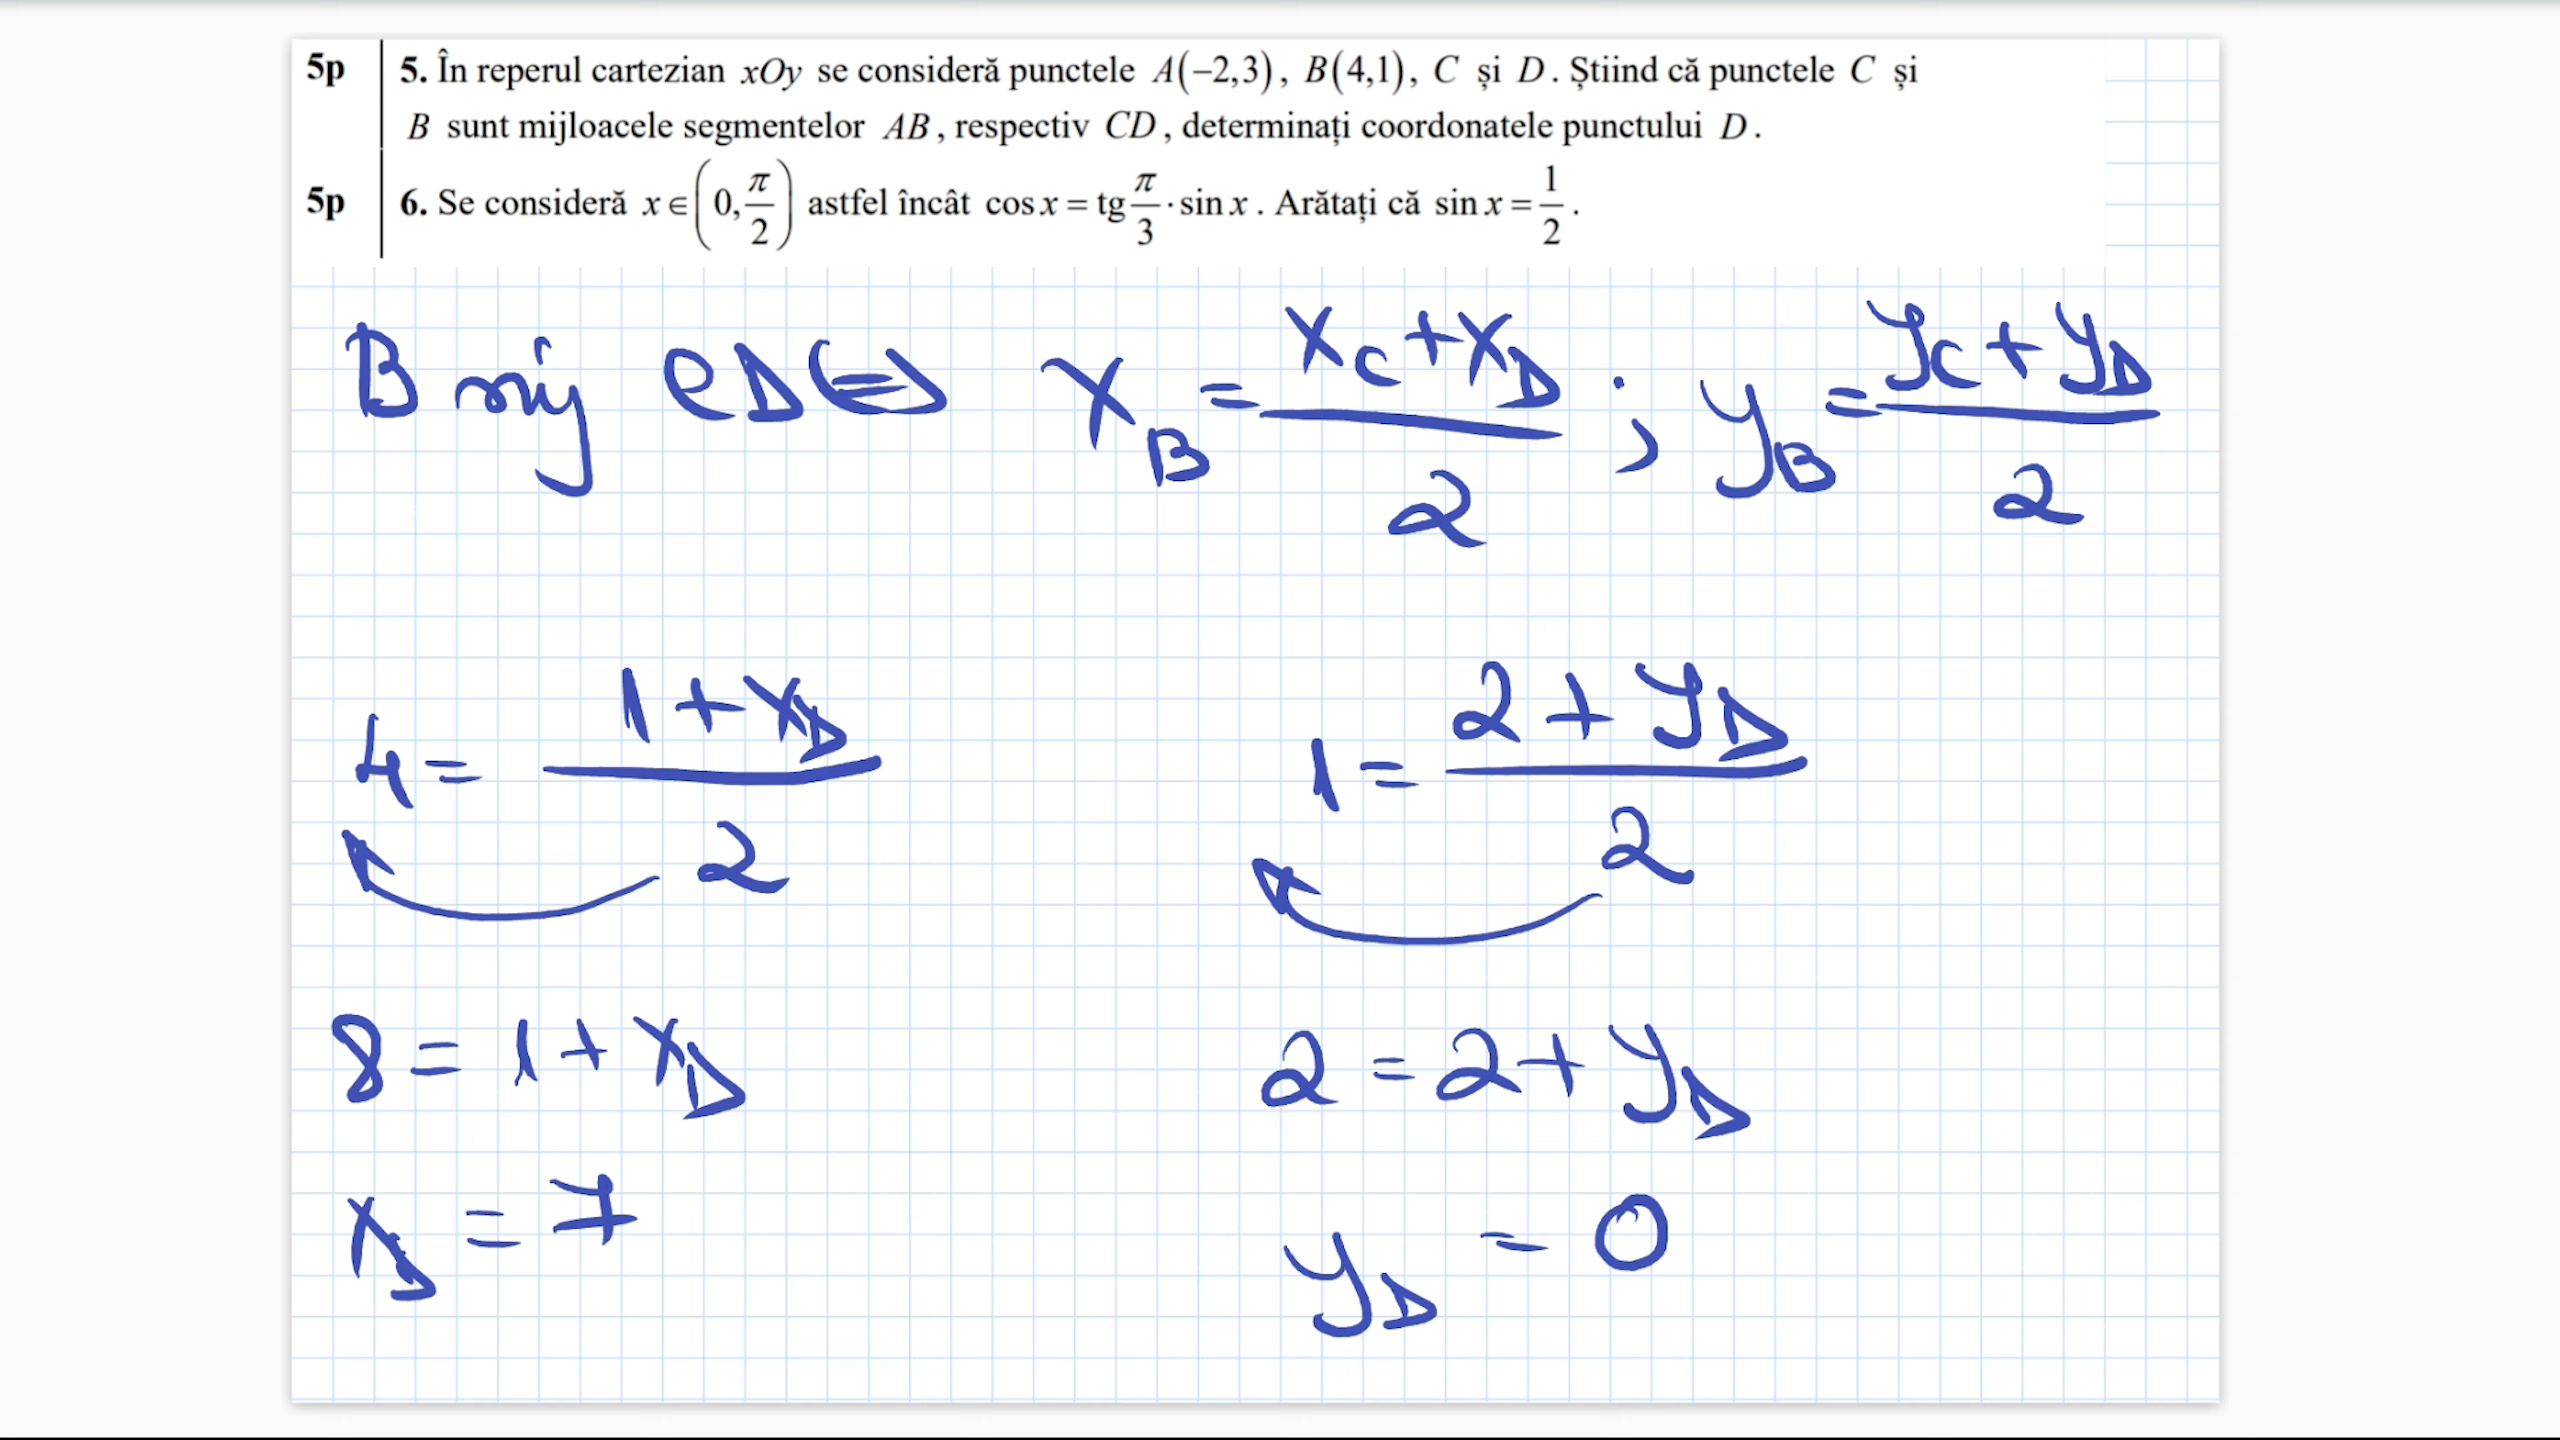 5p 5. În reperul cartezian xOy se consideră punctele A(−2,3), B(4,1), C și D. Știind că punctele C și
B sunt mijloacele segmentelor AB, respectiv CD, determinați coordonatele punctului D.
5p 6. Se consideră x∈(0, π/2) astfel încât cos x = tg π/3 · sin x. Arătați că sin x = 1/2.
B mij CD ⇔ x_B = (x_C + x_D)/2 ; y_B = (y_C + y_D)/2
4 = (1 + x_D)/2
1 = (2 + y_D)/2
8 = 1 + x_D
2 = 2 + y_D
x_D = 7
y_D = 0